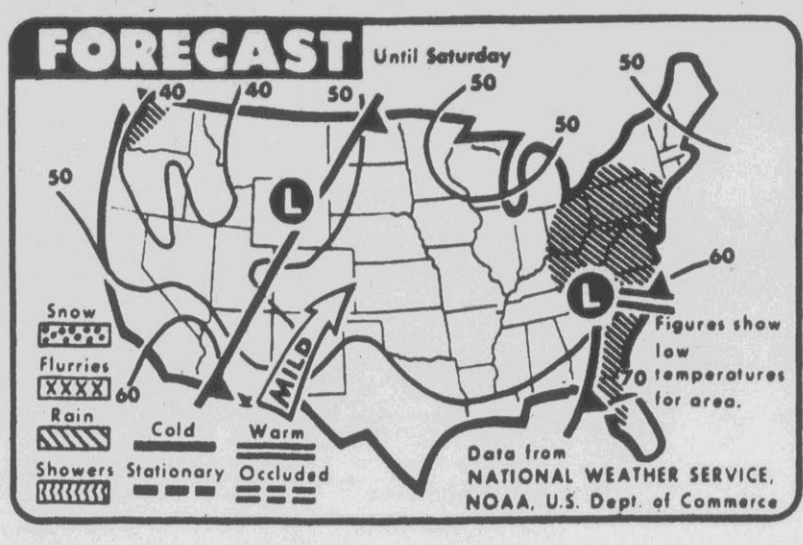 FORECAST
Until Saturday
40
40
50
50
50
50
50
L
L
60
60
70
MILD
Snow
Flurries
XXXX
Rain
Showers
Cold
Warm
Stationary
Occluded
Figures show
low
temperatures
for area.
Data from
NATIONAL WEATHER SERVICE,
NOAA, U.S. Dept. of Commerce